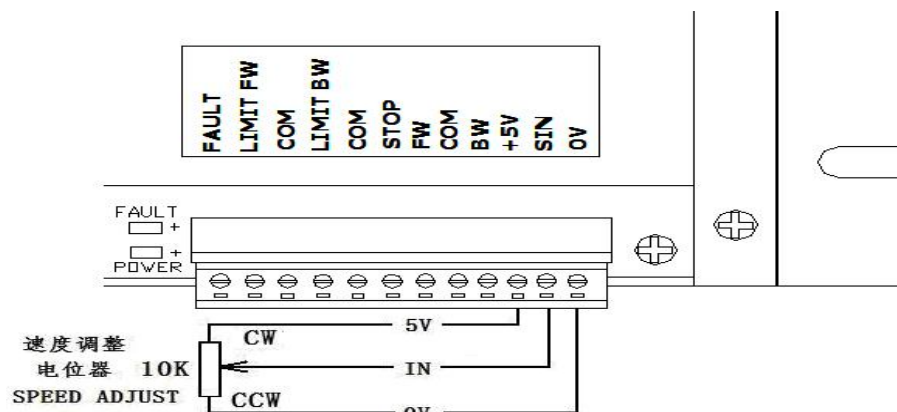 FAULT
LIMIT FW
COM
LIMIT BW
COM
STOP
FW
COM
BW
+5V
SIN
0V
FAULT
+
+
POWER
CW
5V
速度调整
电位器 10K
IN
SPEED ADJUST
CCW
0V